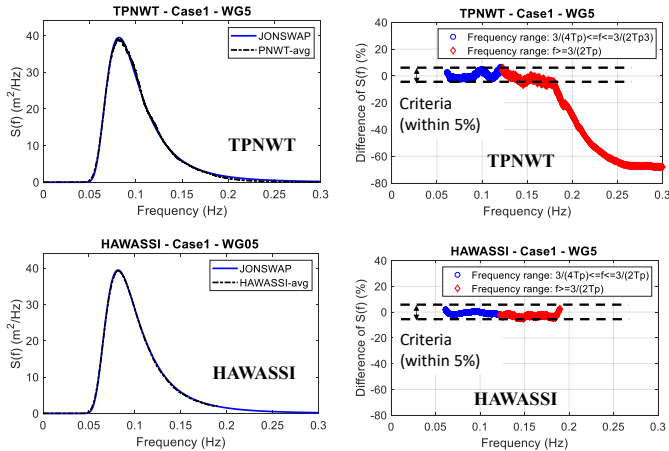 TPNWT - Case1 - WG5
S(f) (m²/Hz)
40
30
20
10
0
JONSWAP
PNWT-avg
TPNWT
0 0.05 0.1 0.15 0.2 0.25 0.3
Frequency (Hz)
TPNWT - Case1 - WG5
Difference of S(f) (%)
40
20
0
-20
-40
-60
-80
Frequency range: 3/(4Tp)<=f<=3/(2Tp3)
Frequency range: f>=3/(2Tp)
Criteria
(within 5%)
TPNWT
0 0.05 0.1 0.15 0.2 0.25 0.3
Frequency (Hz)
HAWASSI - Case1 - WG05
S(f) (m²/Hz)
40
30
20
10
0
JONSWAP
HAWASSI-avg
HAWASSI
0 0.05 0.1 0.15 0.2 0.25 0.3
Frequency (Hz)
HAWASSI - Case1 - WG5
Difference of S(f) (%)
40
20
0
-20
-40
-60
-80
Frequency range: 3/(4Tp)<=f<=3/(2Tp)
Frequency range: f>=3/(2Tp)
Criteria
(within 5%)
HAWASSI
0 0.05 0.1 0.15 0.2 0.25 0.3
Frequency (Hz)